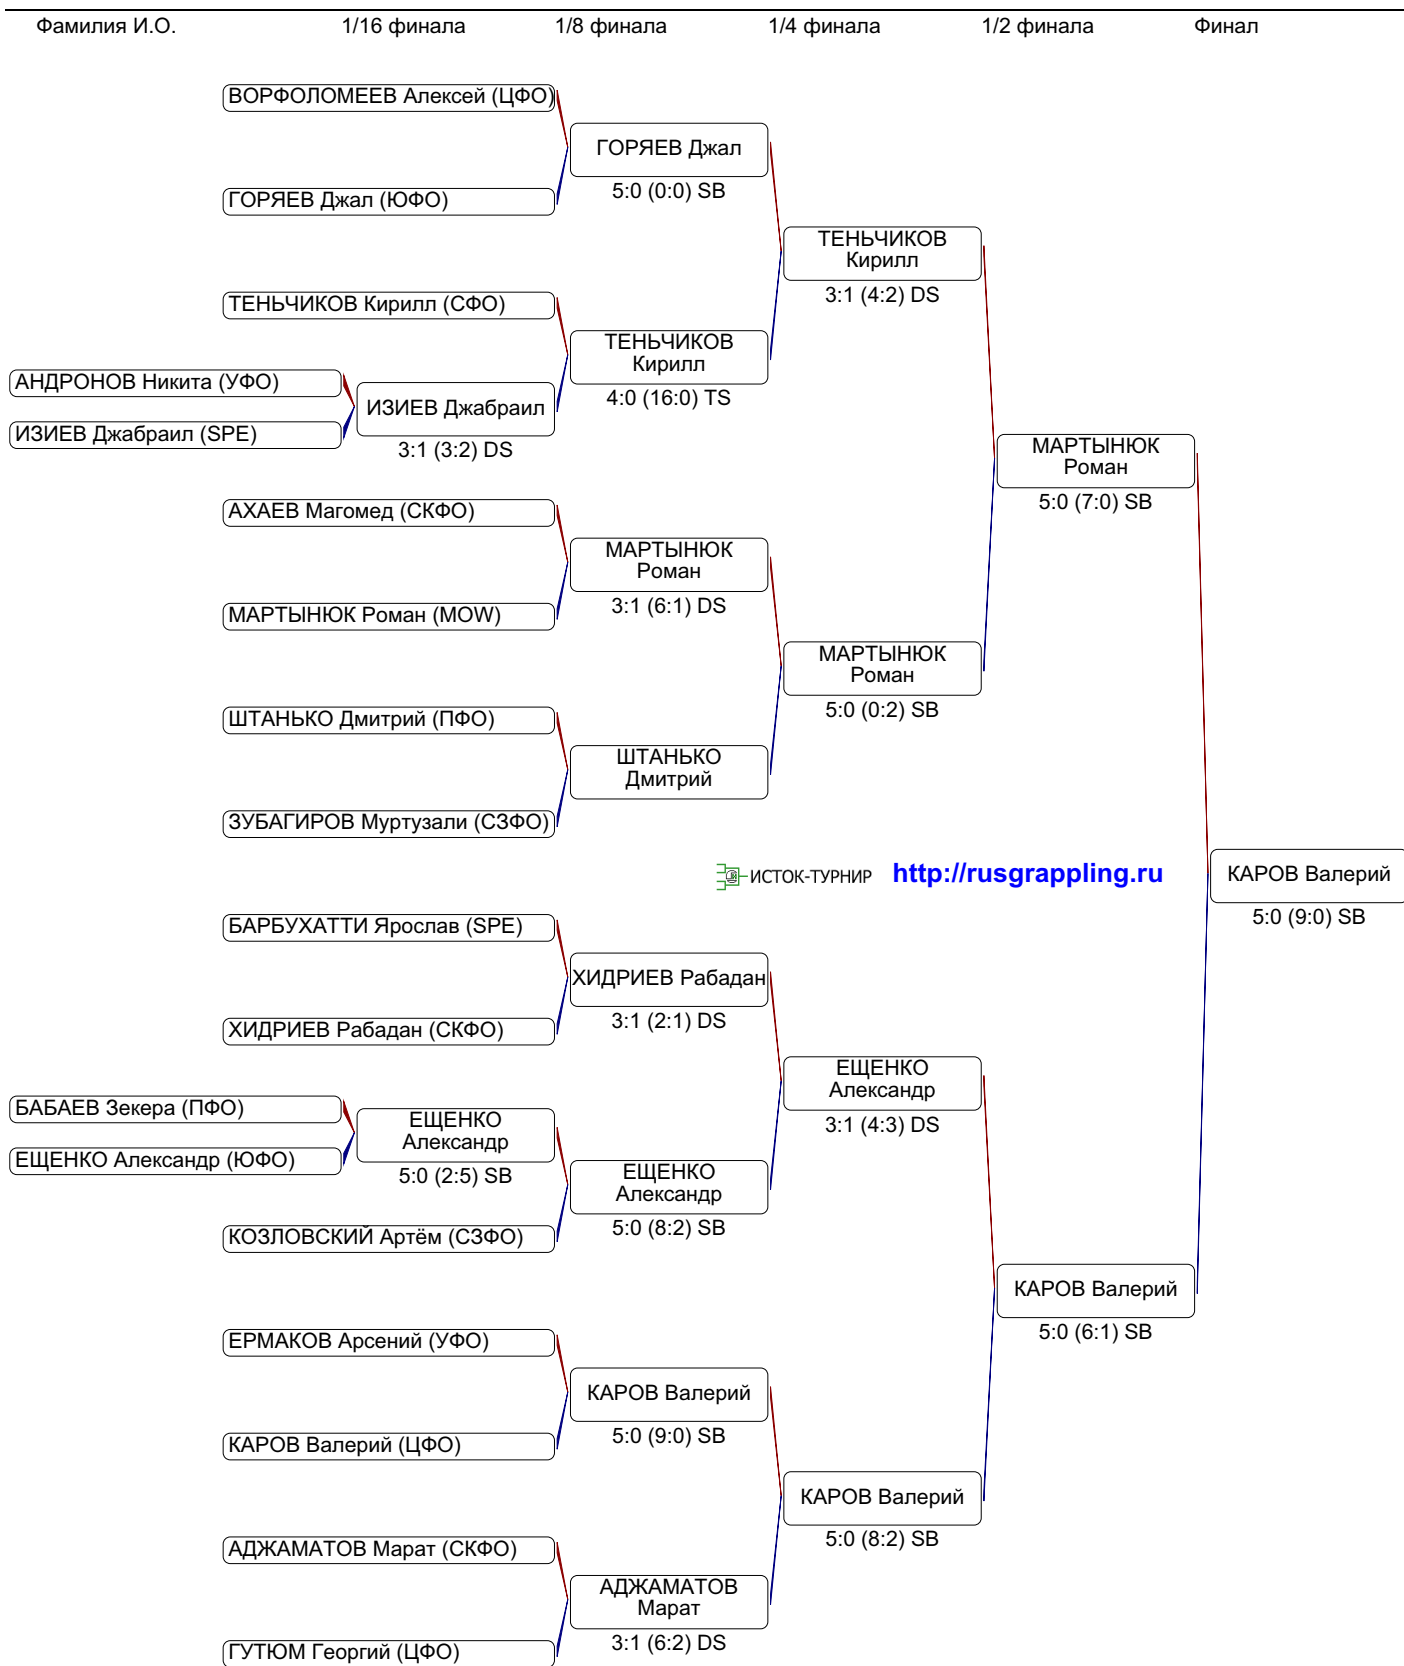 Фамилия И.О.
1/16 финала
1/8 финала
1/4 финала
1/2 финала
Финал
ВОРФОЛОМЕЕВ Алексей (ЦФО)
ГОРЯЕВ Джал
5:0 (0:0) SB
ГОРЯЕВ Джал (ЮФО)
ТЕНЬЧИКОВ
Кирилл
3:1 (4:2) DS
ТЕНЬЧИКОВ Кирилл (СФО)
ТЕНЬЧИКОВ
Кирилл
4:0 (16:0) TS
АНДРОНОВ Никита (УФО)
ИЗИЕВ Джабраил
3:1 (3:2) DS
ИЗИЕВ Джабраил (SPE)
МАРТЫНЮК
Роман
5:0 (7:0) SB
АХАЕВ Магомед (СКФО)
МАРТЫНЮК
Роман
3:1 (6:1) DS
МАРТЫНЮК Роман (MOW)
МАРТЫНЮК
Роман
5:0 (0:2) SB
ШТАНЬКО Дмитрий (ПФО)
ШТАНЬКО
Дмитрий
ЗУБАГИРОВ Муртузали (СЗФО)
ИСТОК-ТУРНИР
http://rusgrappling.ru
КАРОВ Валерий
5:0 (9:0) SB
БАРБУХАТТИ Ярослав (SPE)
ХИДРИЕВ Рабадан
3:1 (2:1) DS
ХИДРИЕВ Рабадан (СКФО)
ЕЩЕНКО
Александр
3:1 (4:3) DS
БАБАЕВ Зекера (ПФО)
ЕЩЕНКО
Александр
5:0 (2:5) SB
ЕЩЕНКО Александр (ЮФО)
ЕЩЕНКО
Александр
5:0 (8:2) SB
КОЗЛОВСКИЙ Артём (СЗФО)
КАРОВ Валерий
5:0 (6:1) SB
ЕРМАКОВ Арсений (УФО)
КАРОВ Валерий
5:0 (9:0) SB
КАРОВ Валерий (ЦФО)
КАРОВ Валерий
5:0 (8:2) SB
АДЖАМАТОВ Марат (СКФО)
АДЖАМАТОВ
Марат
3:1 (6:2) DS
ГУТЮМ Георгий (ЦФО)